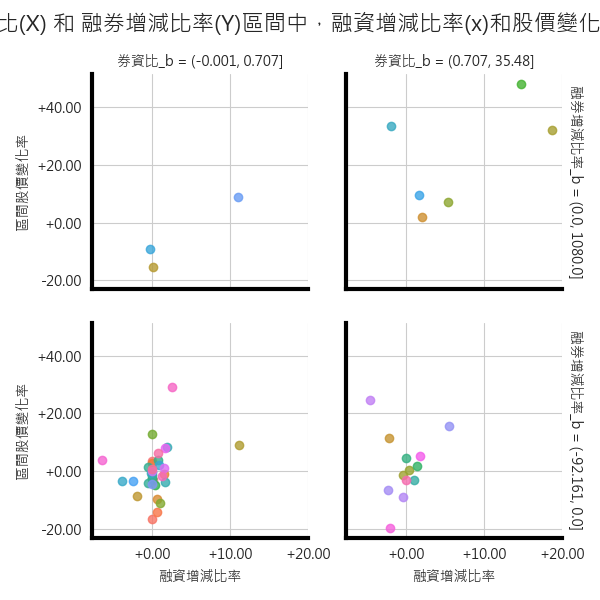 比(X) 和 融券增減比率(Y)區間中，融資增減比率(x)和股價變化
券資比_b = (-0.001, 0.707]
券資比_b = (0.707, 35.48]
+40.00
+20.00
+0.00
-20.00
區間股價變化率
融券增減比率_b = (0.0, 1080.0]
+40.00
+20.00
+0.00
-20.00
區間股價變化率
融券增減比率_b = (-92.161, 0.0]
+0.00 +10.00 +20.00
+0.00 +10.00 +20.00
融資增減比率
融資增減比率